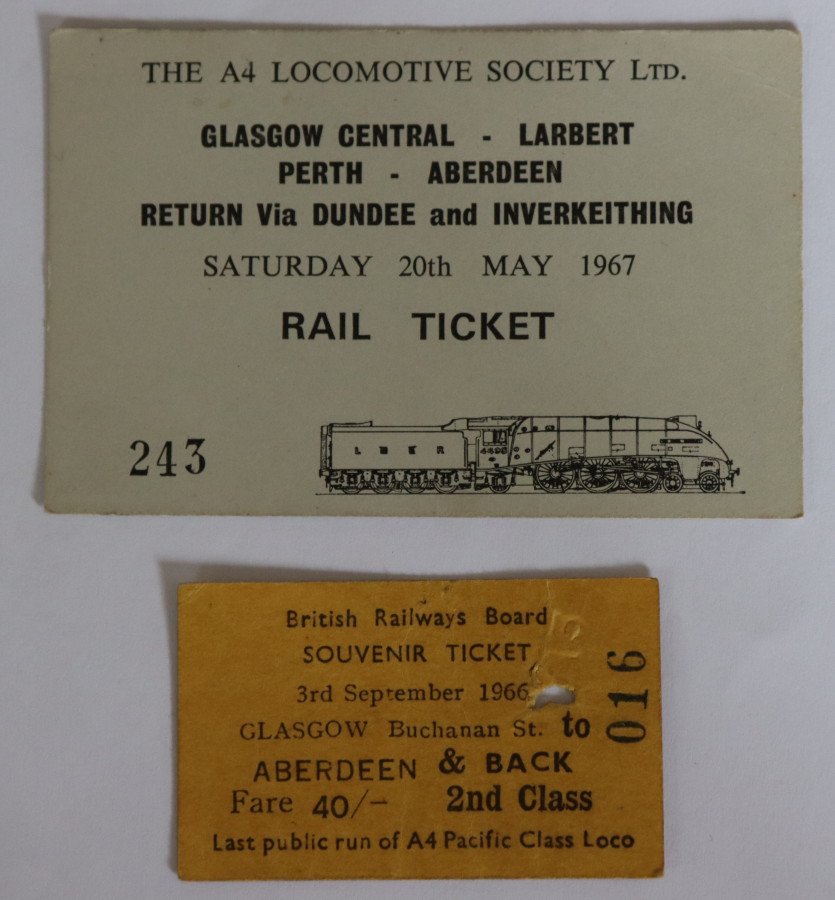 THE A4 LOCOMOTIVE SOCIETY LTD.
GLASGOW CENTRAL - LARBERT
PERTH - ABERDEEN
RETURN Via DUNDEE and INVERKEITHING
SATURDAY 20th MAY 1967
RAIL TICKET
243
L N E R
4498
British Railways Board
SOUVENIR TICKET
3rd September 1966
GLASGOW Buchanan St. to
ABERDEEN & BACK
Fare 40/- 2nd Class
Last public run of A4 Pacific Class Loco
016